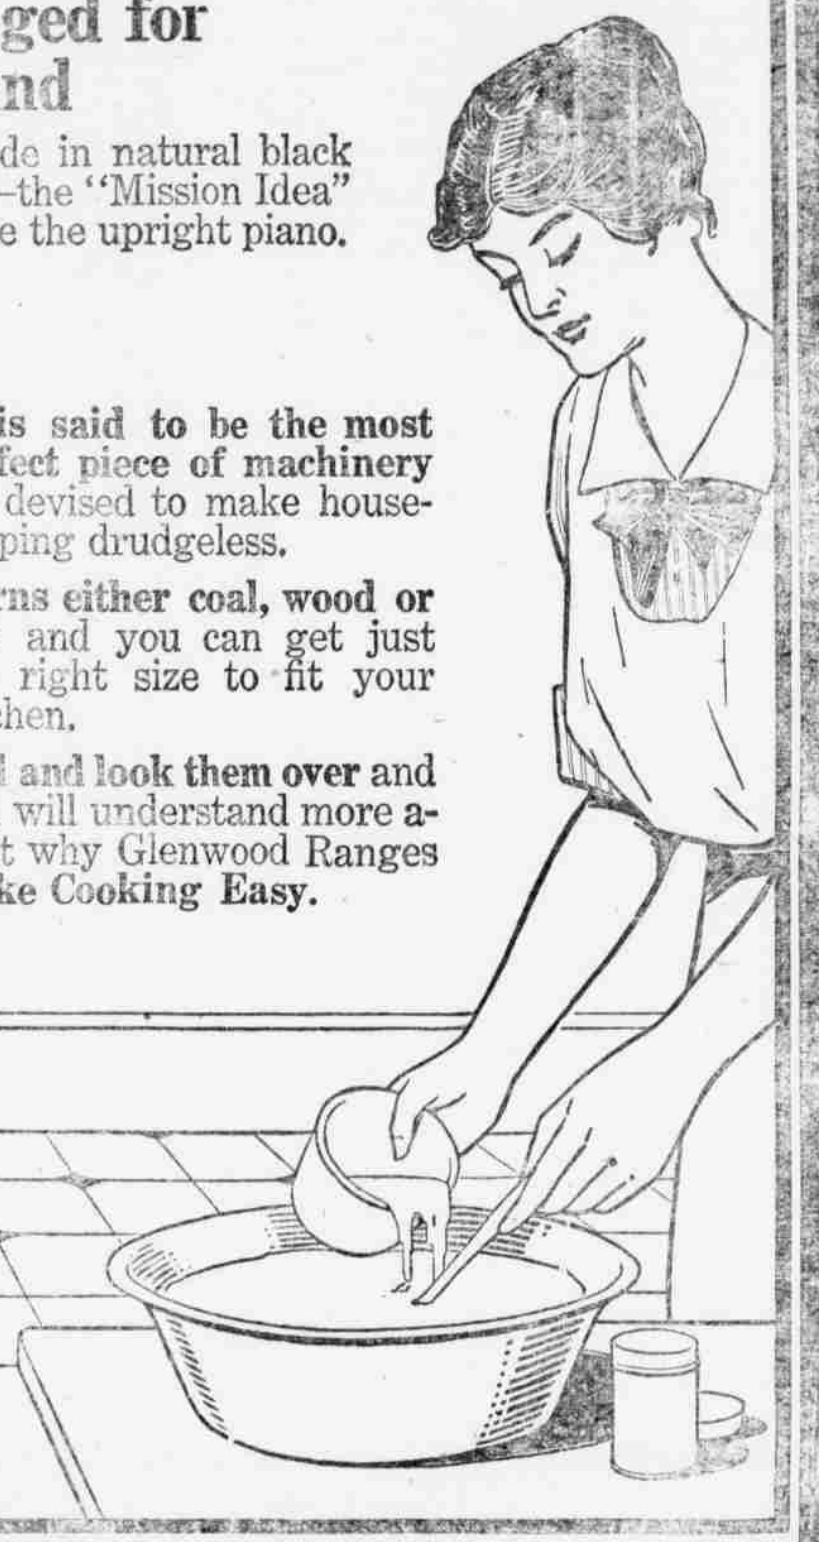 ged for
nd
de in natural black
—the “Mission Idea”
e the upright piano.
is said to be the most
fect piece of machinery
devised to make house-
ping drudgeless.
rns either coal, wood or
and you can get just
right size to fit your
chen.
l and look them over and
will understand more a-
t why Glenwood Ranges
ke Cooking Easy.